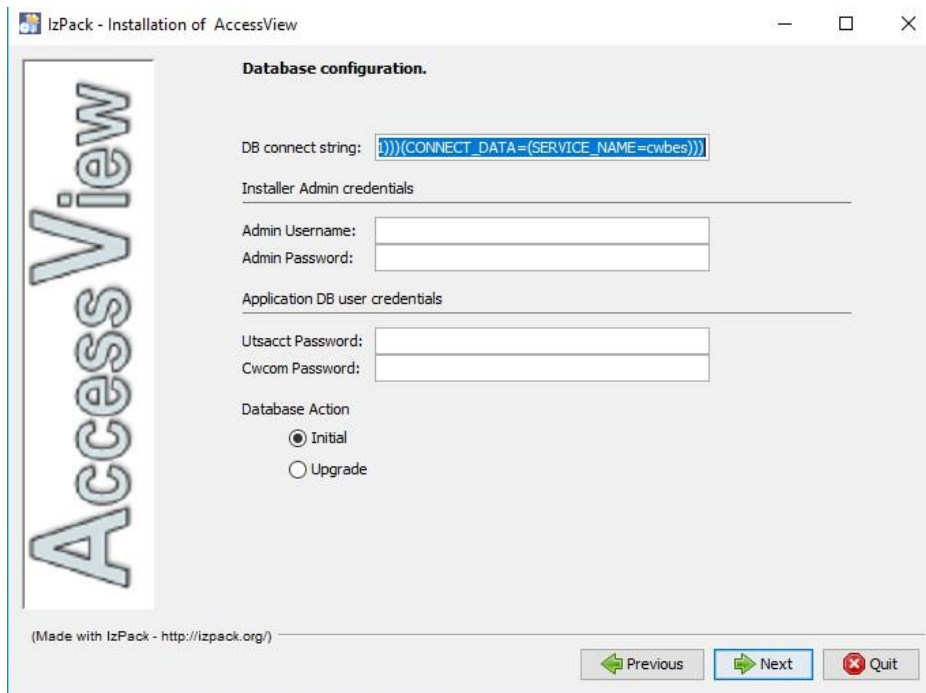 IzPack - Installation of AccessView
Access View
Database configuration.
DB connect string: 1)))(CONNECT_DATA=(SERVICE_NAME=cwbes)))
Installer Admin credentials
Admin Username:
Admin Password:
Application DB user credentials
Utsacct Password:
Cwcom Password:
Database Action
Initial
Upgrade
(Made with IzPack - http://izpack.org/)
Previous Next Quit